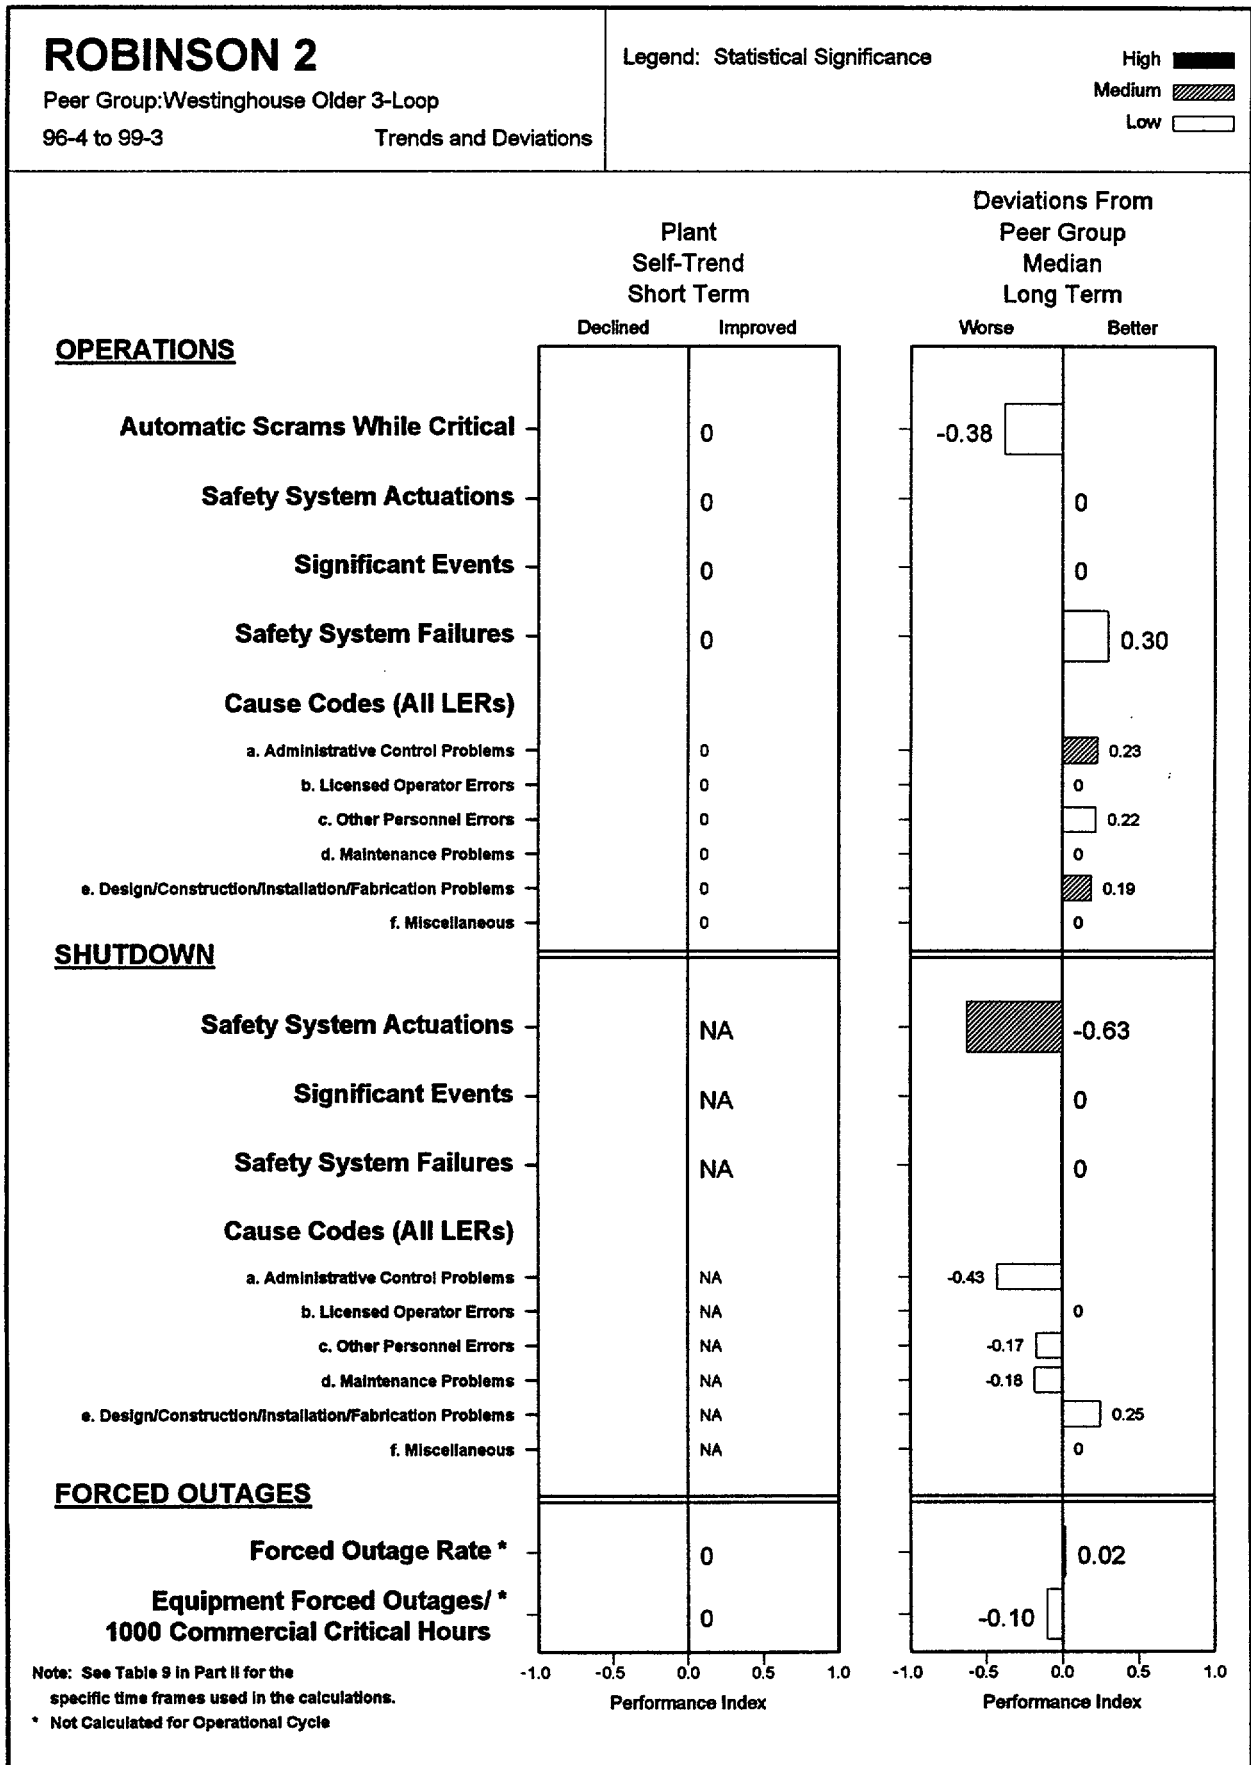 ROBINSON 2
Peer Group:Westinghouse Older 3-Loop
96-4 to 99-3 Trends and Deviations
Legend: Statistical Significance
High
Medium
Low
Plant
Self-Trend
Short Term
Declined Improved
Deviations From
Peer Group
Median
Long Term
Worse Better
OPERATIONS
Automatic Scrams While Critical 0 -0.38
Safety System Actuations 0 0
Significant Events 0 0
Safety System Failures 0 0.30
Cause Codes (All LERs)
a. Administrative Control Problems 0 0.23
b. Licensed Operator Errors 0 0
c. Other Personnel Errors 0 0.22
d. Maintenance Problems 0 0
e. Design/Construction/Installation/Fabrication Problems 0 0.19
f. Miscellaneous 0 0
SHUTDOWN
Safety System Actuations NA -0.63
Significant Events NA 0
Safety System Failures NA 0
Cause Codes (All LERs)
a. Administrative Control Problems NA -0.43
b. Licensed Operator Errors NA 0
c. Other Personnel Errors NA -0.17
d. Maintenance Problems NA -0.18
e. Design/Construction/Installation/Fabrication Problems NA 0.25
f. Miscellaneous NA 0
FORCED OUTAGES
Forced Outage Rate * 0 0.02
Equipment Forced Outages/ *
1000 Commercial Critical Hours 0 -0.10
-1.0 -0.5 0.0 0.5 1.0 -1.0 -0.5 0.0 0.5 1.0
Performance Index Performance Index
Note: See Table 9 in Part II for the
specific time frames used in the calculations.
* Not Calculated for Operational Cycle